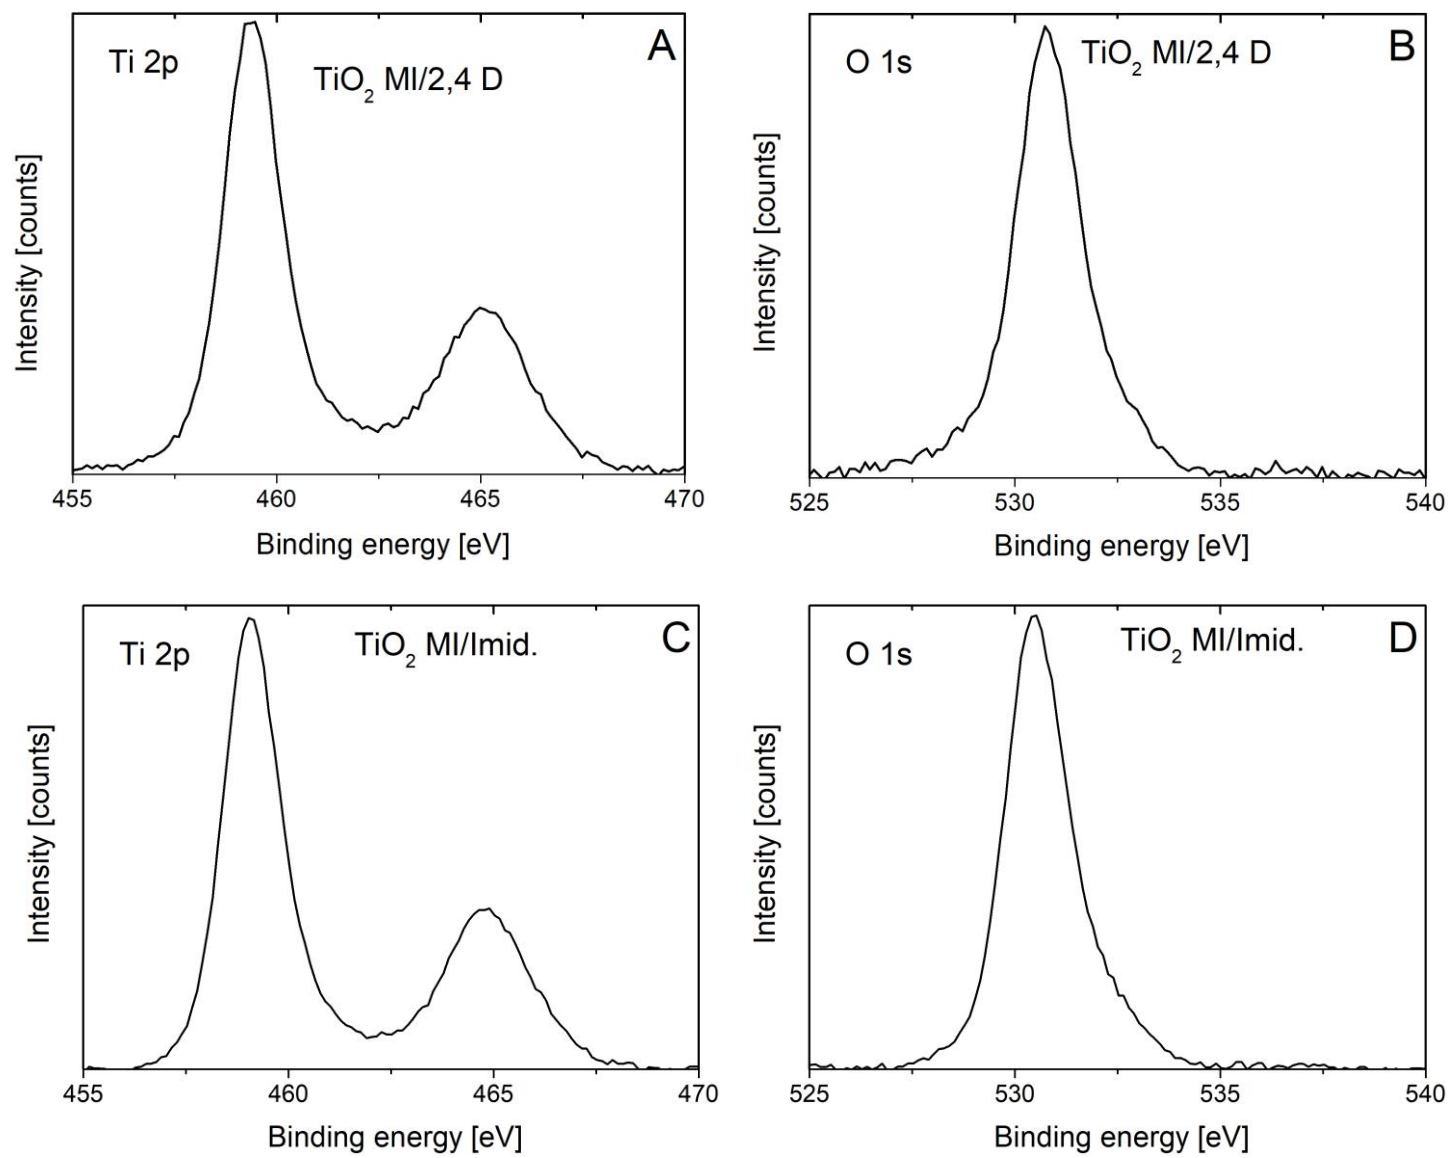 Ti 2p
TiO2 MI/2,4 D
A
Intensity [counts]
455 460 465 470
Binding energy [eV]
O 1s
TiO2 MI/2,4 D
B
Intensity [counts]
525 530 535 540
Binding energy [eV]
Ti 2p
TiO2 MI/Imid.
C
Intensity [counts]
455 460 465 470
Binding energy [eV]
O 1s
TiO2 MI/Imid.
D
Intensity [counts]
525 530 535 540
Binding energy [eV]